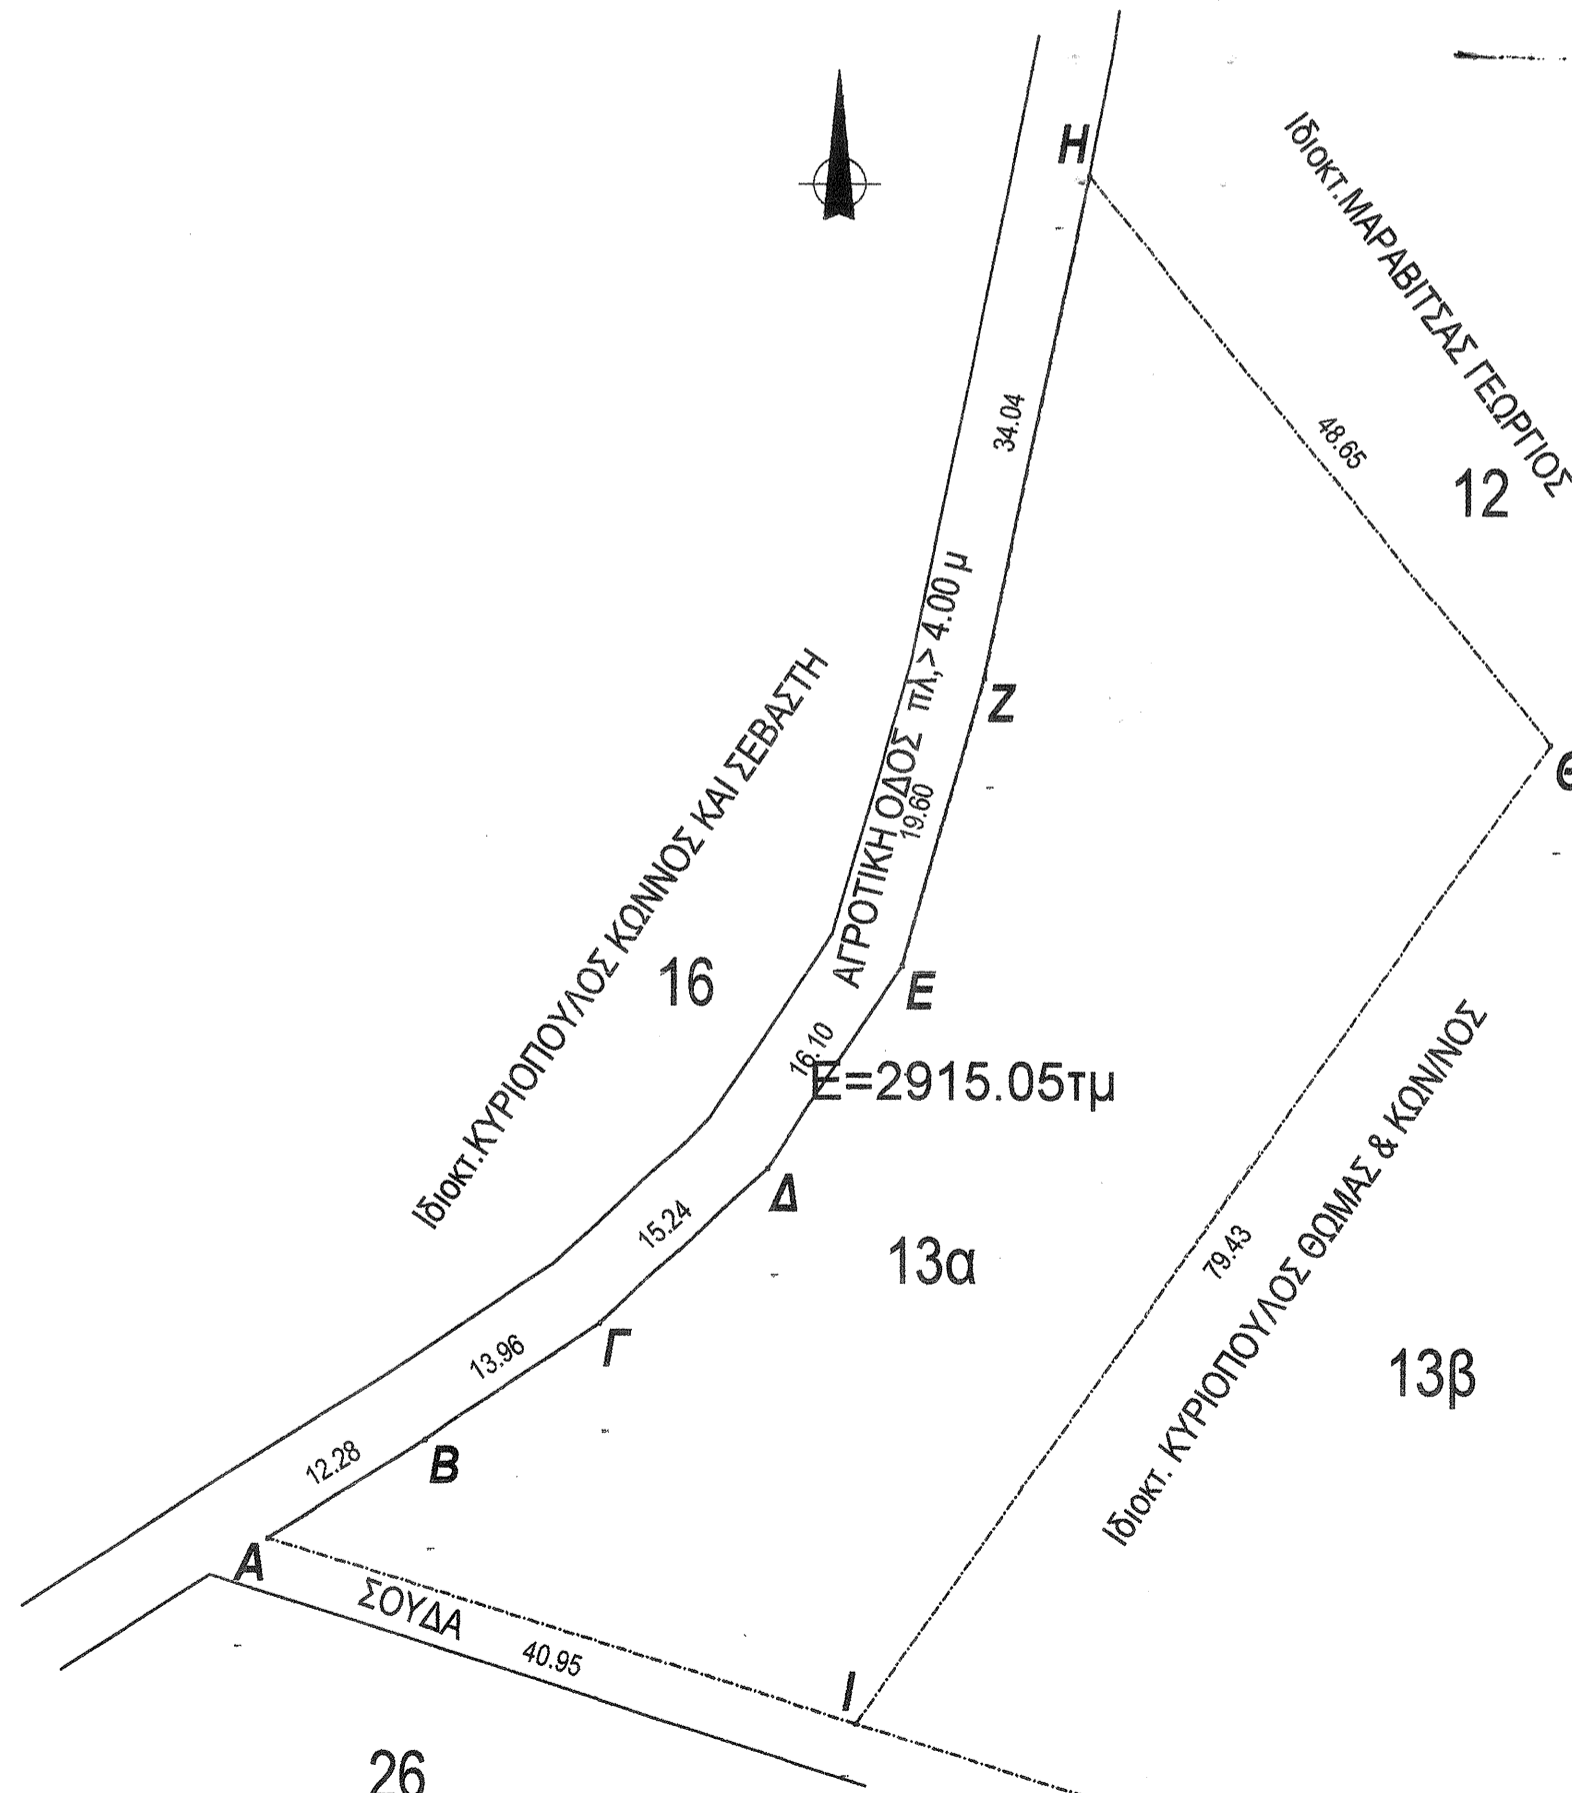 Η
Ιδιοκτ.ΜΑΡΑΒΙΤΣΑΣ ΓΕΩΡΓΙΟΣ
34.04
48.65
12
ΑΓΡΟΤΙΚΗ ΟΔΟΣ πλ,> 4.00 μ
Ζ
Θ
19.60
Ιδιοκτ.ΚΥΡΙΟΠΟΥΛΟΣ ΚΩΝΝΟΣ ΚΑΙ ΣΕΒΑΣΤΗ
16
Ε
16.10
Ε=2915.05τμ
Δ
15.24
13α
79.43
Ιδιοκτ. ΚΥΡΙΟΠΟΥΛΟΣ ΘΩΜΑΣ & ΚΩΝ/ΝΟΣ
Γ
13.96
13β
12.28
Β
Α
ΣΟΥΔΑ
40.95
Ι
26